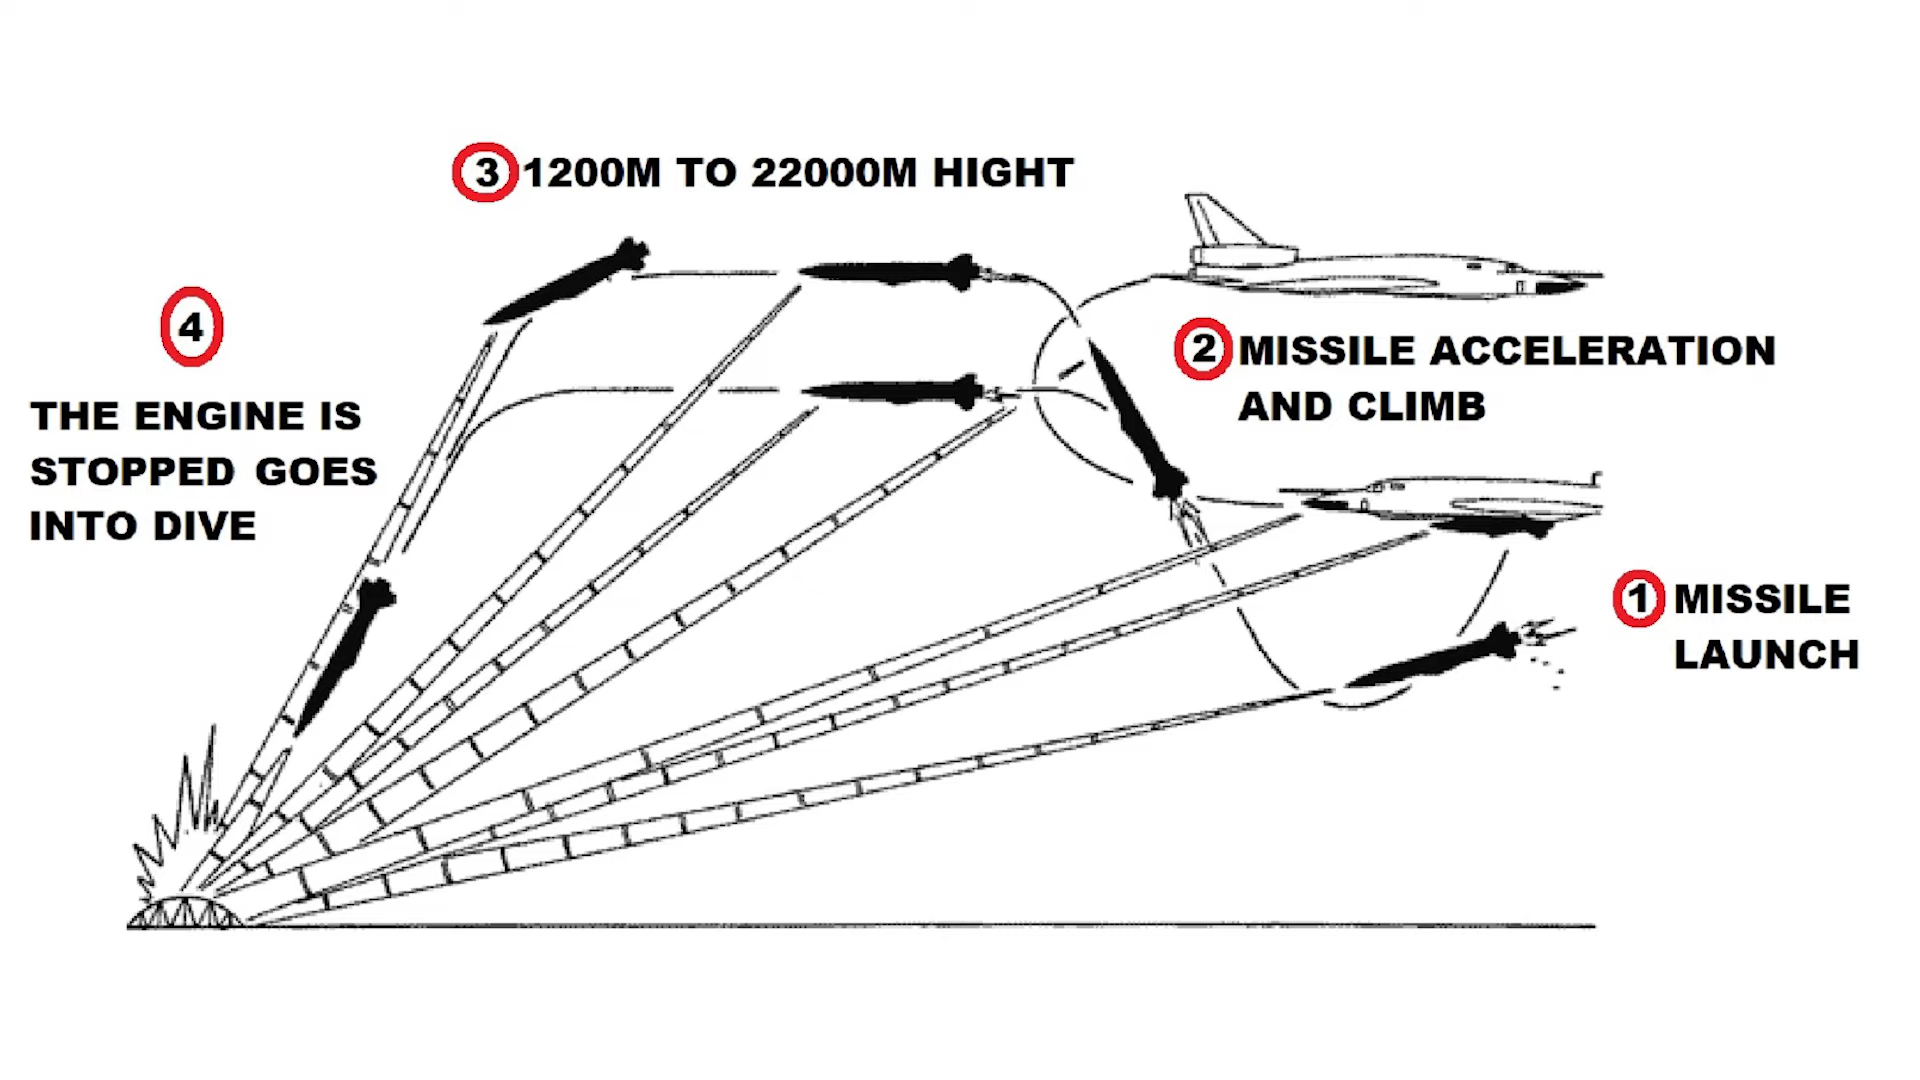 1 MISSILE
LAUNCH
2 MISSILE ACCELERATION
AND CLIMB
3 1200M TO 22000M HIGHT
4
THE ENGINE IS
STOPPED GOES
INTO DIVE